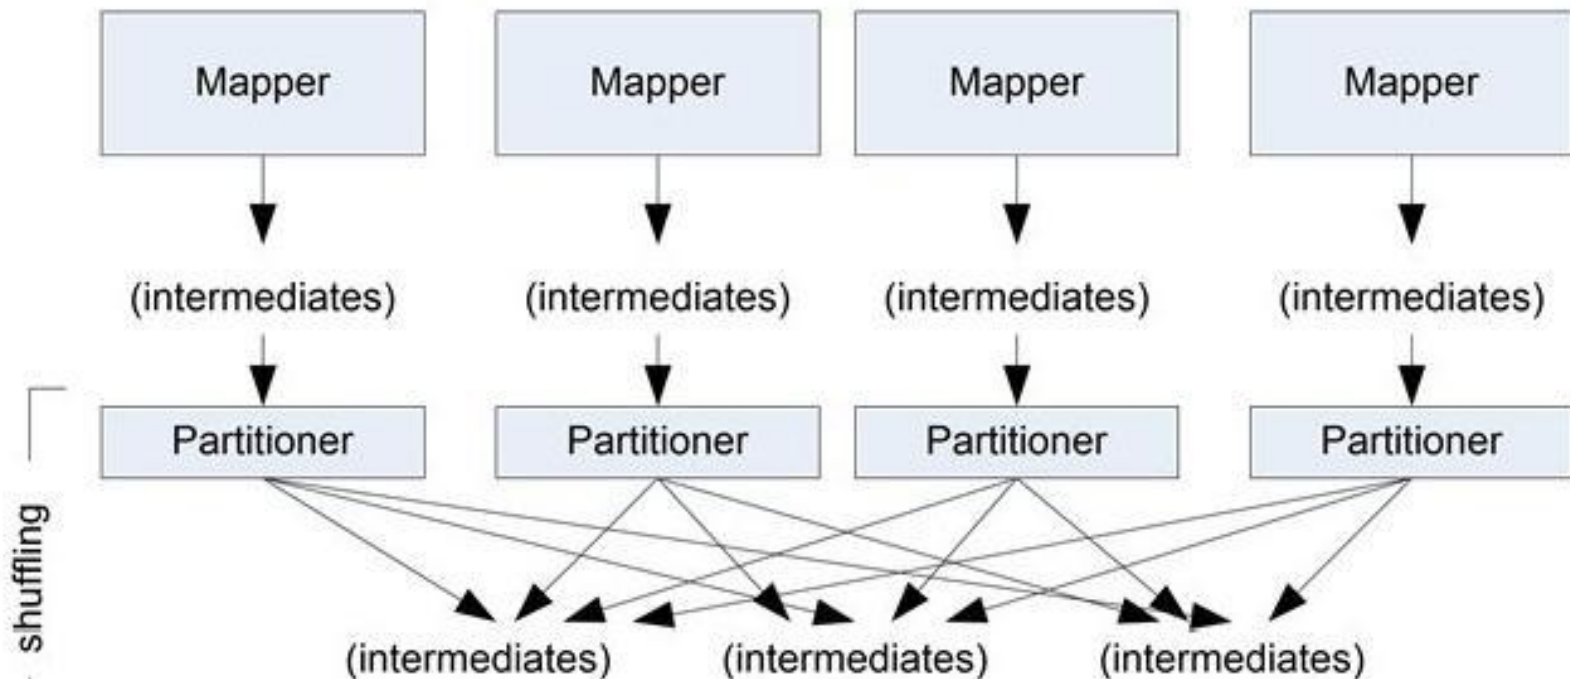 Mapper Mapper Mapper Mapper
(intermediates) (intermediates) (intermediates) (intermediates)
Partitioner Partitioner Partitioner Partitioner
shuffling
(intermediates) (intermediates) (intermediates)